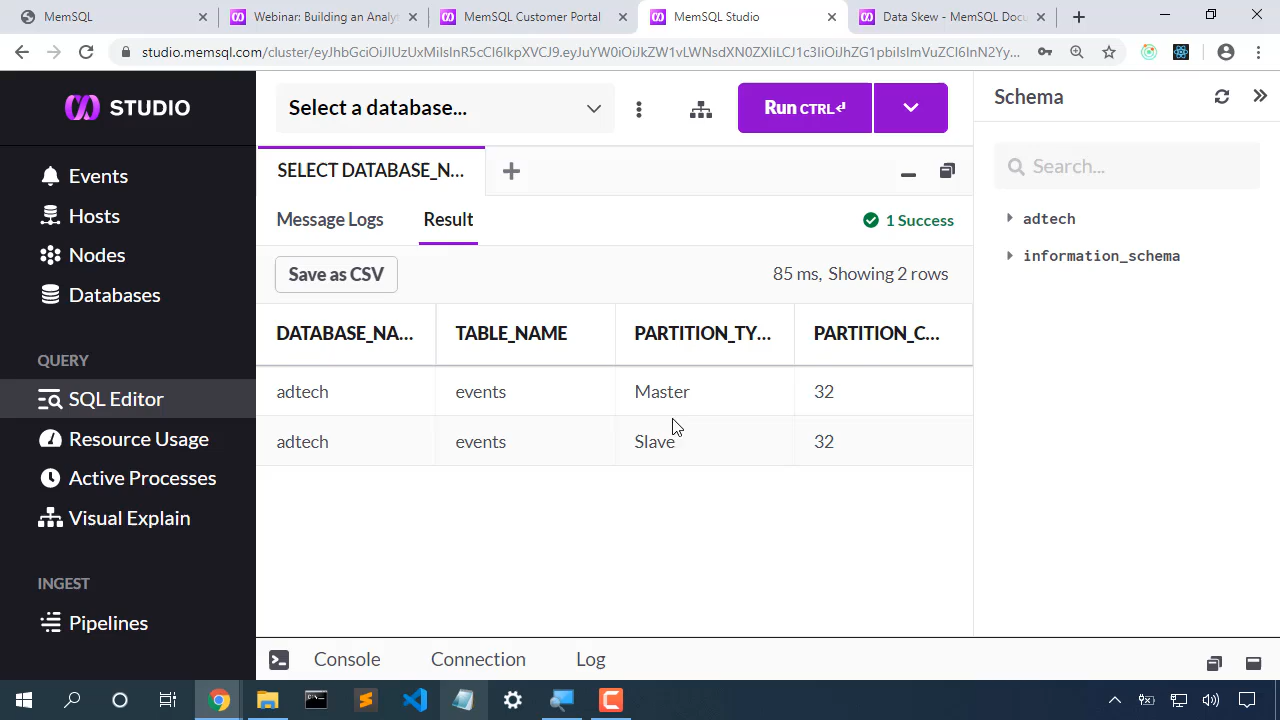 MemSQL
Webinar: Building an Analyt
MemSQL Customer Portal
MemSQL Studio
Data Skew - MemSQL Docu
studio.memsql.com/cluster/
STUDIO
Select a database...
Run CTRL
Schema
Events
Hosts
Nodes
Databases
QUERY
SQL Editor
Resource Usage
Active Processes
Visual Explain
INGEST
Pipelines
SELECT DATABASE_N...
Message Logs
Result
1 Success
Save as CSV
85 ms, Showing 2 rows
DATABASE_NA... TABLE_NAME PARTITION_TY... PARTITION_C...
adtech events Master 32
adtech events Slave 32
Search...
adtech
information_schema
Console
Connection
Log